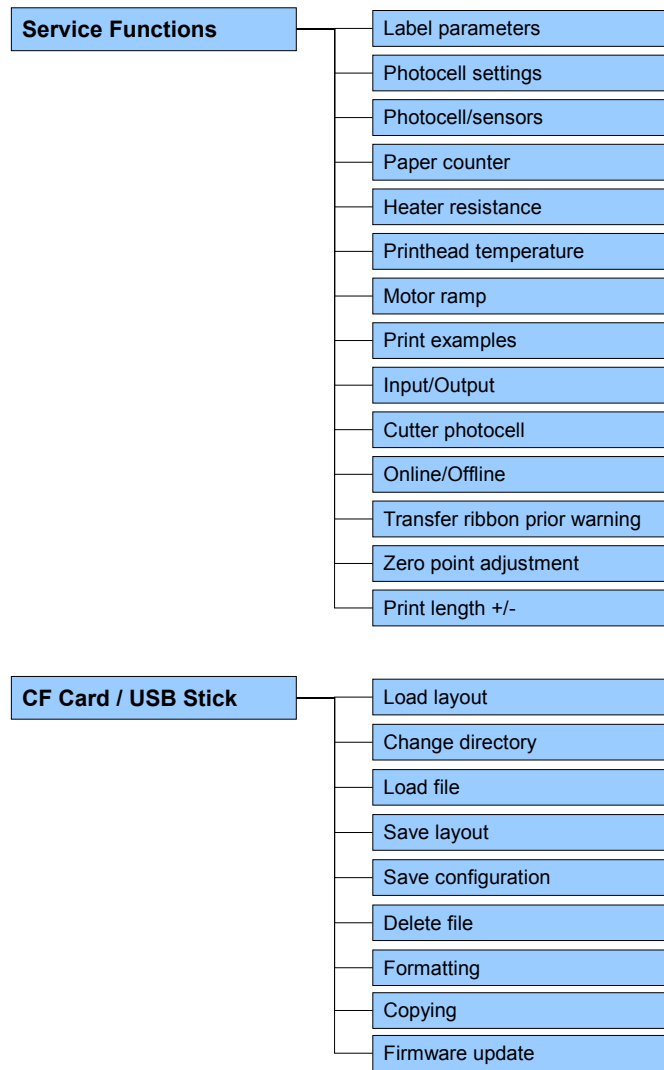 Service Functions
Label parameters
Photocell settings
Photocell/sensors
Paper counter
Heater resistance
Printhead temperature
Motor ramp
Print examples
Input/Output
Cutter photocell
Online/Offline
Transfer ribbon prior warning
Zero point adjustment
Print length +/-
CF Card / USB Stick
Load layout
Change directory
Load file
Save layout
Save configuration
Delete file
Formatting
Copying
Firmware update